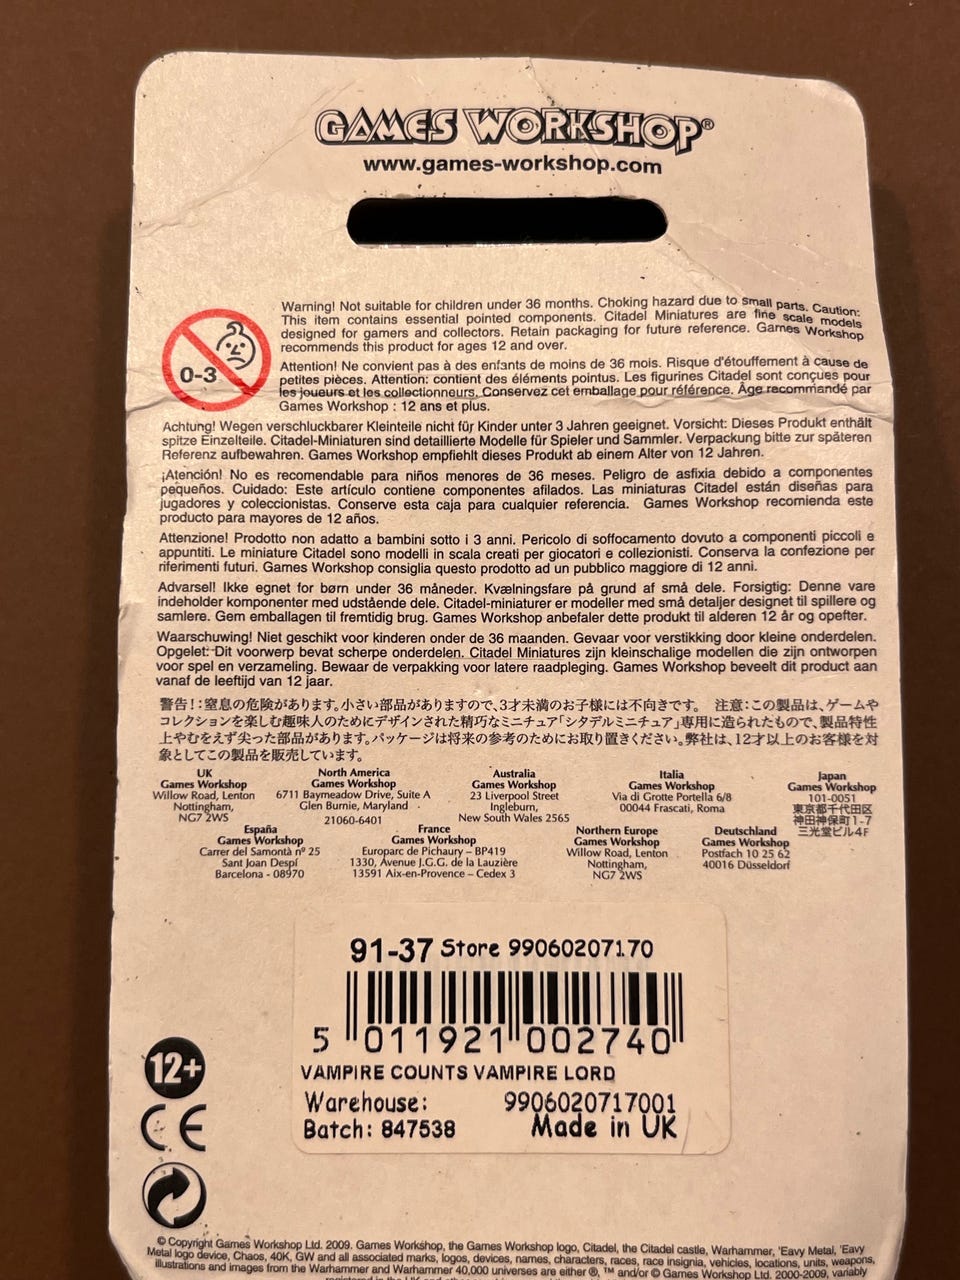 GAMES WORKSHOP®
www.games-workshop.com
0-3
Warning! Not suitable for children under 36 months. Choking hazard due to small parts. Caution:
This item contains essential pointed components. Citadel Miniatures are fine scale models
designed for gamers and collectors. Retain packaging for future reference. Games Workshop
recommends this product for ages 12 and over.
Attention! Ne convient pas à des enfants de moins de 36 mois. Risque d'étouffement à cause de
petites pièces. Attention: contient des éléments pointus. Les figurines Citadel sont conçues pour
les joueurs et les collectionneurs. Conservez cet emballage pour référence. Âge recommandé par
Games Workshop : 12 ans et plus.
Achtung! Wegen verschluckbarer Kleinteile nicht für Kinder unter 3 Jahren geeignet. Vorsicht: Dieses Produkt enthält
spitze Einzelteile. Citadel-Miniaturen sind detaillierte Modelle für Spieler und Sammler. Verpackung bitte zur späteren
Referenz aufbewahren. Games Workshop empfiehlt dieses Produkt ab einem Alter von 12 Jahren.
¡Atención! No es recomendable para niños menores de 36 meses. Peligro de asfixia debido a componentes
pequeños. Cuidado: Este artículo contiene componentes afilados. Las miniaturas Citadel están diseñas para
jugadores y coleccionistas. Conserve esta caja para cualquier referencia. Games Workshop recomienda este
producto para mayores de 12 años.
Attenzione! Prodotto non adatto a bambini sotto i 3 anni. Pericolo di soffocamento dovuto a componenti piccoli e
appuntiti. Le miniature Citadel sono modelli in scala creati per giocatori e collezionisti. Conserva la confezione per
riferimenti futuri. Games Workshop consiglia questo prodotto ad un pubblico maggiore di 12 anni.
Advarsel! Ikke egnet for børn under 36 måneder. Kvælningsfare på grund af små dele. Forsigtig: Denne vare
indeholder komponenter med udstående dele. Citadel-miniaturer er modeller med små detaljer designet til spillere og
samlere. Gem emballagen til fremtidig brug. Games Workshop anbefaler dette produkt til alderen 12 år og opefter.
Waarschuwing! Niet geschikt voor kinderen onder de 36 maanden. Gevaar voor verstikking door kleine onderdelen.
Opgelet: Dit voorwerp bevat scherpe onderdelen. Citadel Miniatures zijn kleinschalige modellen die zijn ontworpen
voor spel en verzameling. Bewaar de verpakking voor latere raadpleging. Games Workshop beveelt dit product aan
vanaf de leeftijd van 12 jaar.
警告!:窒息の危険があります。小さい部品がありますので、3才未満のお子様には不向きです。 注意:この製品は、ゲームや
コレクションを楽しむ趣味人のためにデザインされた精巧なミニチュア「シタデルミニチュア」専用に造られたもので、製品特性
上やむをえず尖った部品があります。パッケージは将来の参考のためにお取り置きください。弊社は、12才以上のお客様を対
象としてこの製品を販売しています。
UK
Games Workshop
Willow Road, Lenton
Nottingham,
NG7 2WS
North America
Games Workshop
6711 Baymeadow Drive, Suite A
Glen Burnie, Maryland
21060-6401
Australia
Games Workshop
23 Liverpool Street
Ingleburn,
New South Wales 2565
Italia
Games Workshop
Via di Grotte Portella 6/8
00044 Frascati, Roma
Japan
Games Workshop
101-0051
東京都千代田区
神田神保町1-7
三光堂ビル4F
España
Games Workshop
Carrer del Samontà nº 25
Sant Joan Despí
Barcelona - 08970
France
Games Workshop
Europarc de Pichaury – BP419
1330, Avenue J.G.G. de la Lauzière
13591 Aix-en-Provence – Cedex 3
Northern Europe
Games Workshop
Willow Road, Lenton
Nottingham,
NG7 2WS
Deutschland
Games Workshop
Postfach 10 25 62
40016 Düsseldorf
91-37 Store 99060207170
5 011921 002740
VAMPIRE COUNTS VAMPIRE LORD
Warehouse: 9906020717001
Batch: 847538 Made in UK
12+
CE
© Copyright Games Workshop Ltd. 2009. Games Workshop, the Games Workshop logo, Citadel, the Citadel castle, Warhammer, 'Eavy Metal, 'Eavy
Metal logo device, Chaos, 40K, GW and all associated marks, logos, devices, names, characters, races, race insignia, vehicles, locations, units, weapons,
illustrations and images from the Warhammer and Warhammer 40,000 universes are either ®, ™ and/or © Games Workshop Ltd. 2000-2009, variably
registered in the UK and